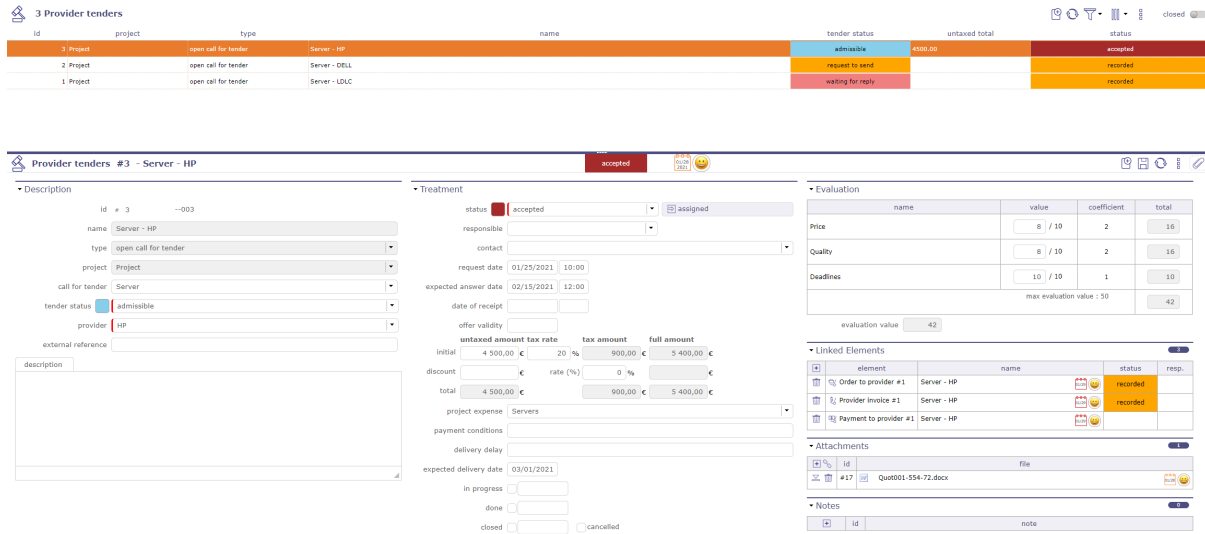 3 Provider tenders closed
id project type name tender status untaxed total status
3 Project open call for tender Server - HP admissible 4500.00 accepted
2 Project open call for tender Server - DELL request to send recorded
1 Project open call for tender Server - LDLC waiting for reply recorded
Provider tenders #3 - Server - HP accepted 01/28 2021
Description
id # 3 --003
name Server - HP
type open call for tender
project Project
call for tender Server
tender status admissible
provider HP
external reference
description
Treatment
status accepted assigned
responsible
contact
request date 01/25/2021 10:00
expected answer date 02/15/2021 12:00
date of receipt
offer validity
untaxed amount tax rate tax amount full amount
initial 4 500,00 € 20 % 900,00 € 5 400,00 €
discount € rate (%) 0 % €
total 4 500,00 € 900,00 € 5 400,00 €
project expense Servers
payment conditions
delivery delay
expected delivery date 03/01/2021
in progress
done
closed cancelled
Evaluation
name value coefficient total
Price 8 / 10 2 16
Quality 8 / 10 2 16
Deadlines 10 / 10 1 10
max evaluation value : 50 42
evaluation value 42
Linked Elements 3
element name status resp.
Order to provider #1 Server - HP recorded
Provider invoice #1 Server - HP recorded
Payment to provider #1 Server - HP
Attachments 1
id file
#17 Quot001-554-72.docx 01/28
Notes 0
id note